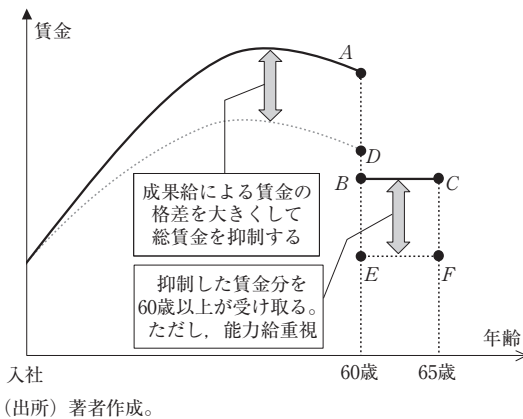 賃金
A
D
B
C
成果給による賃金の
格差を大きくして
総賃金を抑制する
E
F
抑制した賃金分を
60歳以上が受け取る。
ただし，能力給重視
年齢
入社
60歳
65歳
(出所）著者作成。